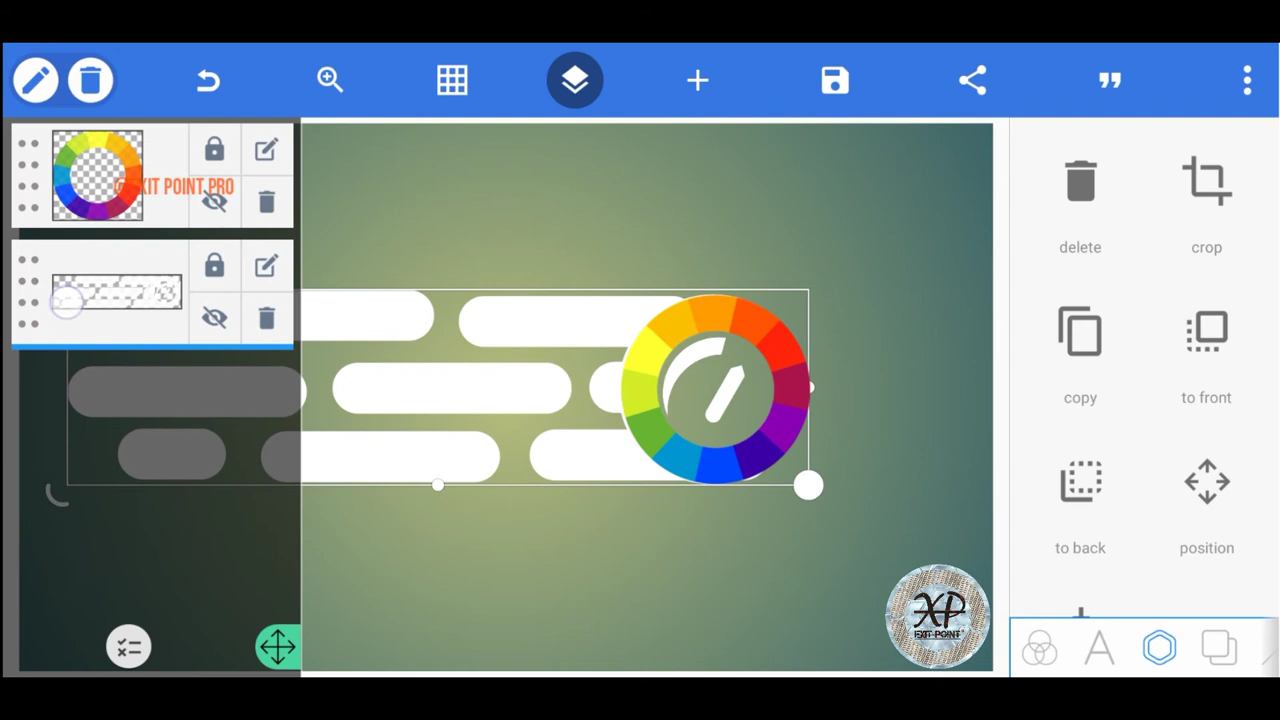 @EXIT POINT PRO
delete
crop
copy
to front
to back
position
XP
EXIT POINT